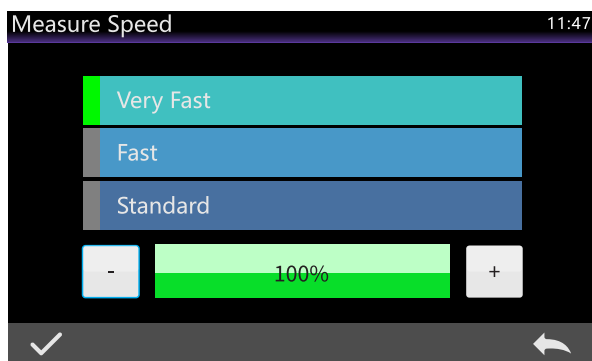 Measure Speed 11:47
Very Fast
Fast
Standard
- 100% +